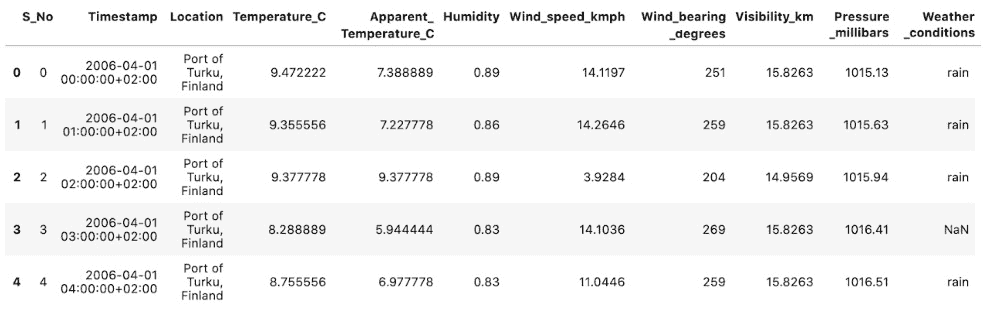 S_No Timestamp Location Temperature_C Apparent_ Temperature_C Humidity Wind_speed_kmph Wind_bearing _degrees Visibility_km Pressure _millibars Weather _conditions
0 0 2006-04-01 00:00:00+02:00 Port of Turku, Finland 9.472222 7.388889 0.89 14.1197 251 15.8263 1015.13 rain
1 1 2006-04-01 01:00:00+02:00 Port of Turku, Finland 9.355556 7.227778 0.86 14.2646 259 15.8263 1015.63 rain
2 2 2006-04-01 02:00:00+02:00 Port of Turku, Finland 9.377778 9.377778 0.89 3.9284 204 14.9569 1015.94 rain
3 3 2006-04-01 03:00:00+02:00 Port of Turku, Finland 8.288889 5.944444 0.83 14.1036 269 15.8263 1016.41 NaN
4 4 2006-04-01 04:00:00+02:00 Port of Turku, Finland 8.755556 6.977778 0.83 11.0446 259 15.8263 1016.51 rain